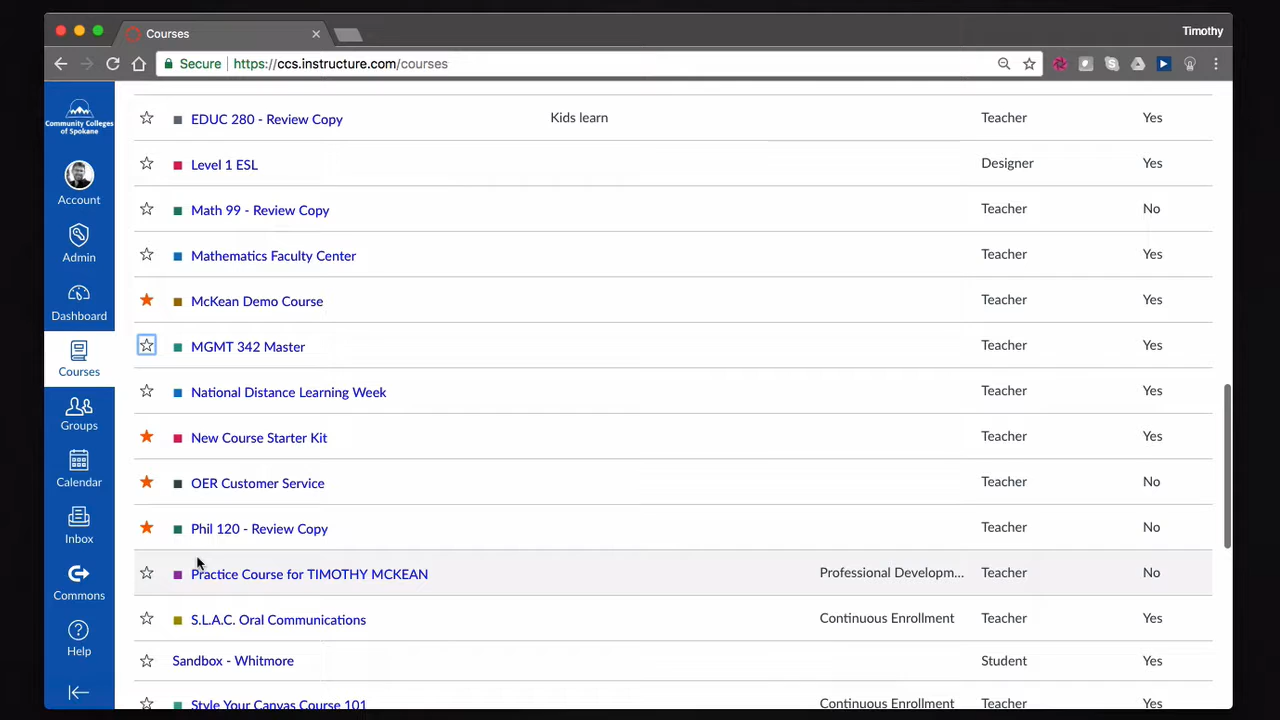 Courses
Timothy
Secure https://ccs.instructure.com/courses
Community Colleges
of Spokane
Account
Admin
Dashboard
Courses
Groups
Calendar
Inbox
Commons
Help
EDUC 280 - Review Copy Kids learn Teacher Yes
Level 1 ESL Designer Yes
Math 99 - Review Copy Teacher No
Mathematics Faculty Center Teacher Yes
McKean Demo Course Teacher Yes
MGMT 342 Master Teacher Yes
National Distance Learning Week Teacher Yes
New Course Starter Kit Teacher Yes
OER Customer Service Teacher No
Phil 120 - Review Copy Teacher No
Practice Course for TIMOTHY MCKEAN Professional Developm... Teacher No
S.L.A.C. Oral Communications Continuous Enrollment Teacher Yes
Sandbox - Whitmore Student Yes
Style Your Canvas Course 101 Continuous Enrollment Teacher Yes